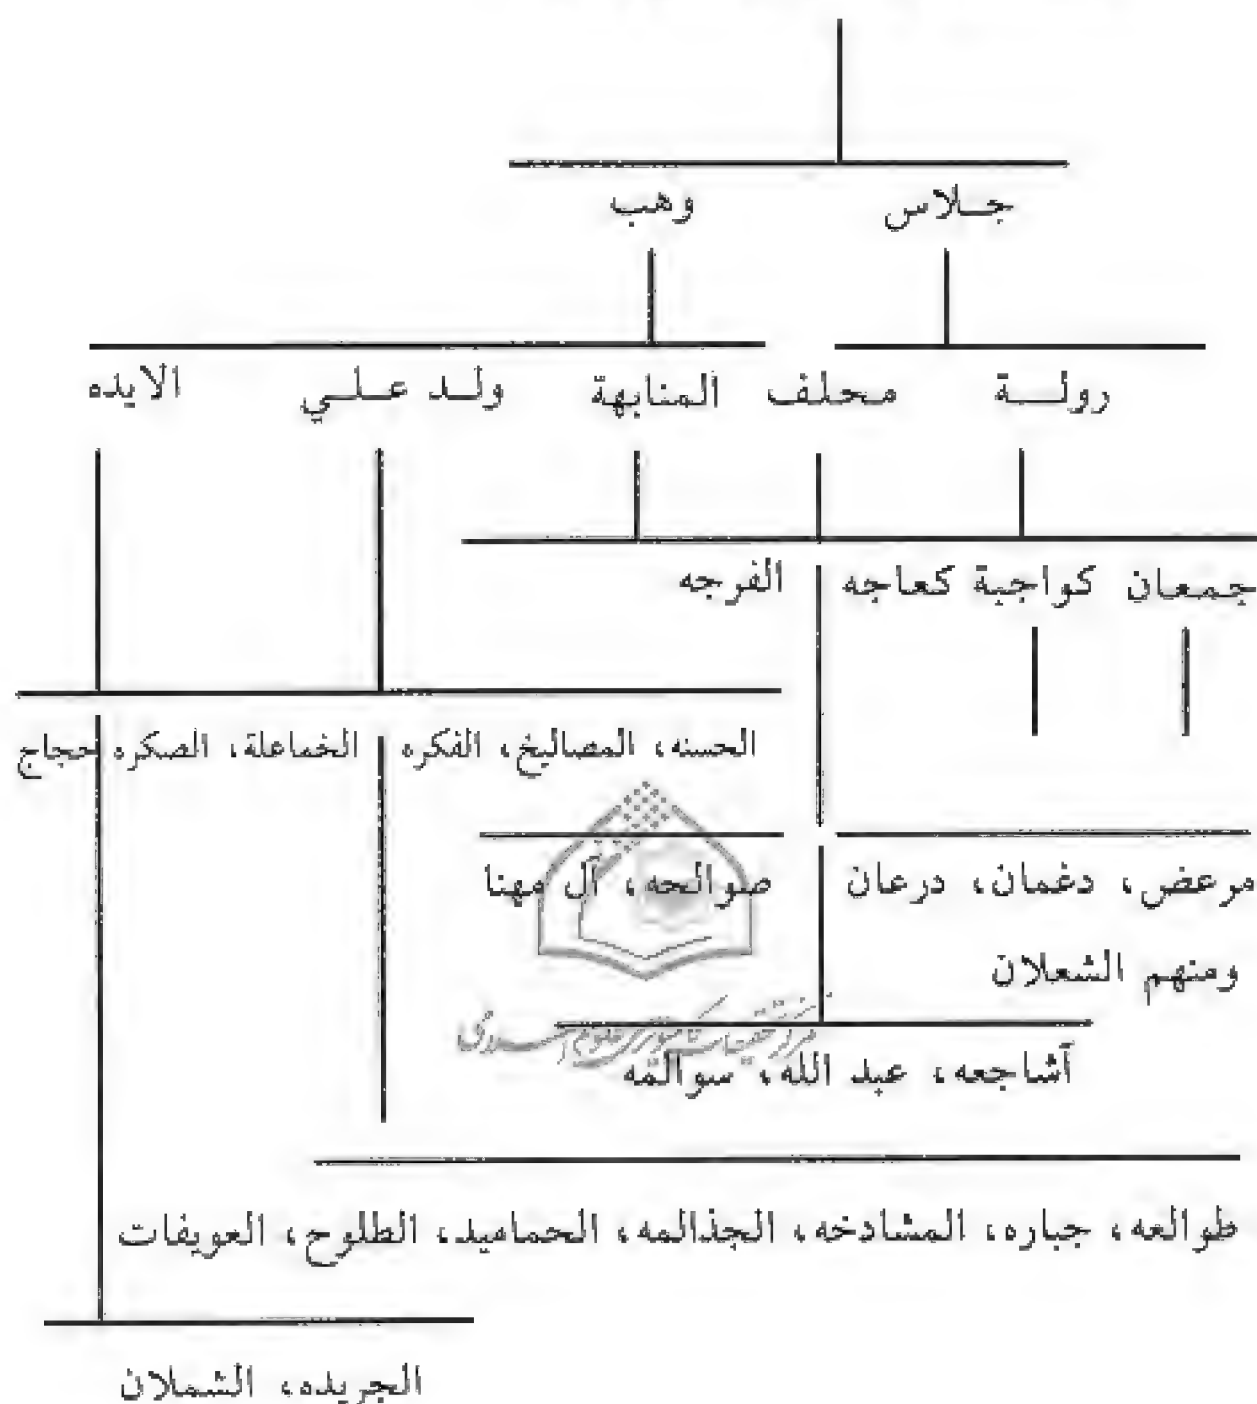 جلاس وهب
رولة محلف المنابهة ولد علي الايده
جمعان كواجبة كعاجه الفرجه
الحسنه، المصاليخ، الفكره الخماعلة، الصكره حجاج
مرعض، دغمان، درعان صوالحه، آل مهنا
ومنهم الشعلان
آشاجعه، عبد الله، سوالمه
طوالعه، جباره، المشادخه، الجذالمه، الحماميد، الطلوح، العويفات
الجريده، الشملان